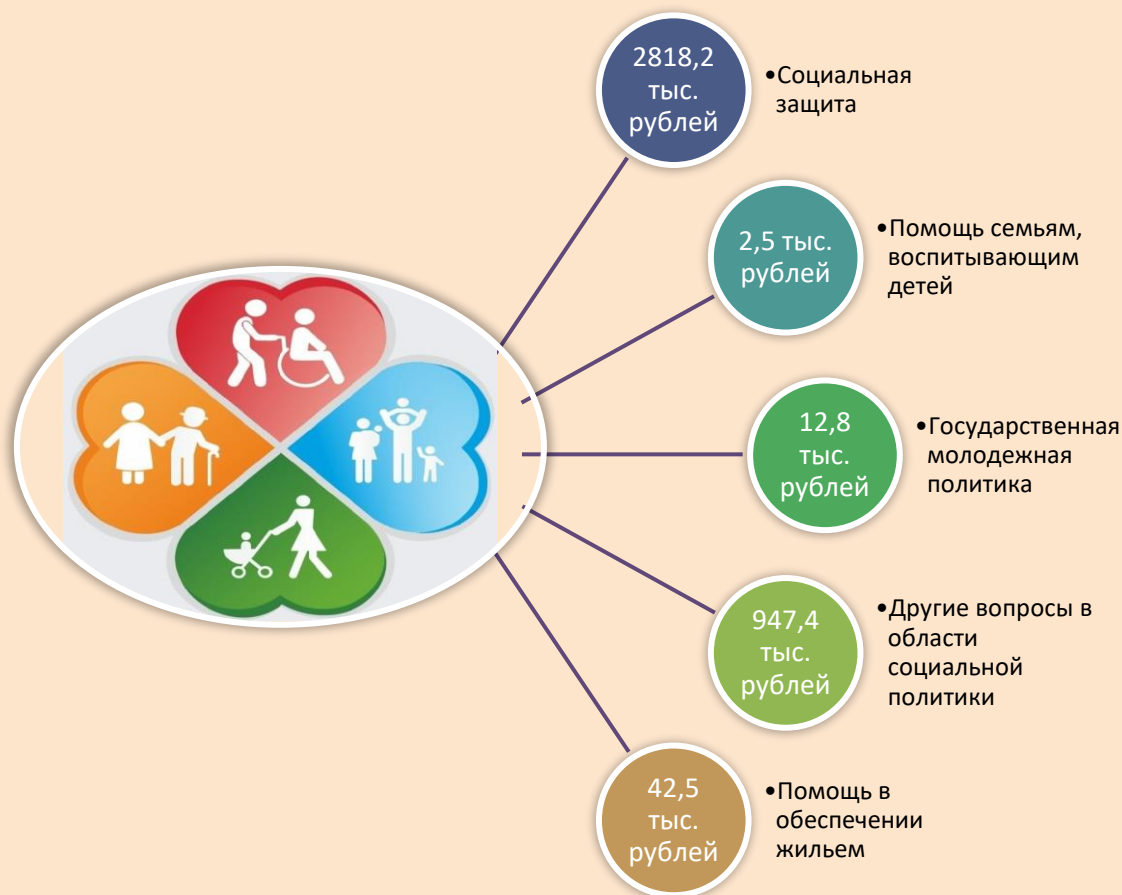 2818,2
тыс.
рублей
•Социальная
защита
2,5 тыс.
рублей
•Помощь семьям,
воспитывающим
детей
12,8
тыс.
рублей
•Государственная
молодежная
политика
947,4
тыс.
рублей
•Другие вопросы в
области
социальной
политики
42,5
тыс.
рублей
•Помощь в
обеспечении
жильем